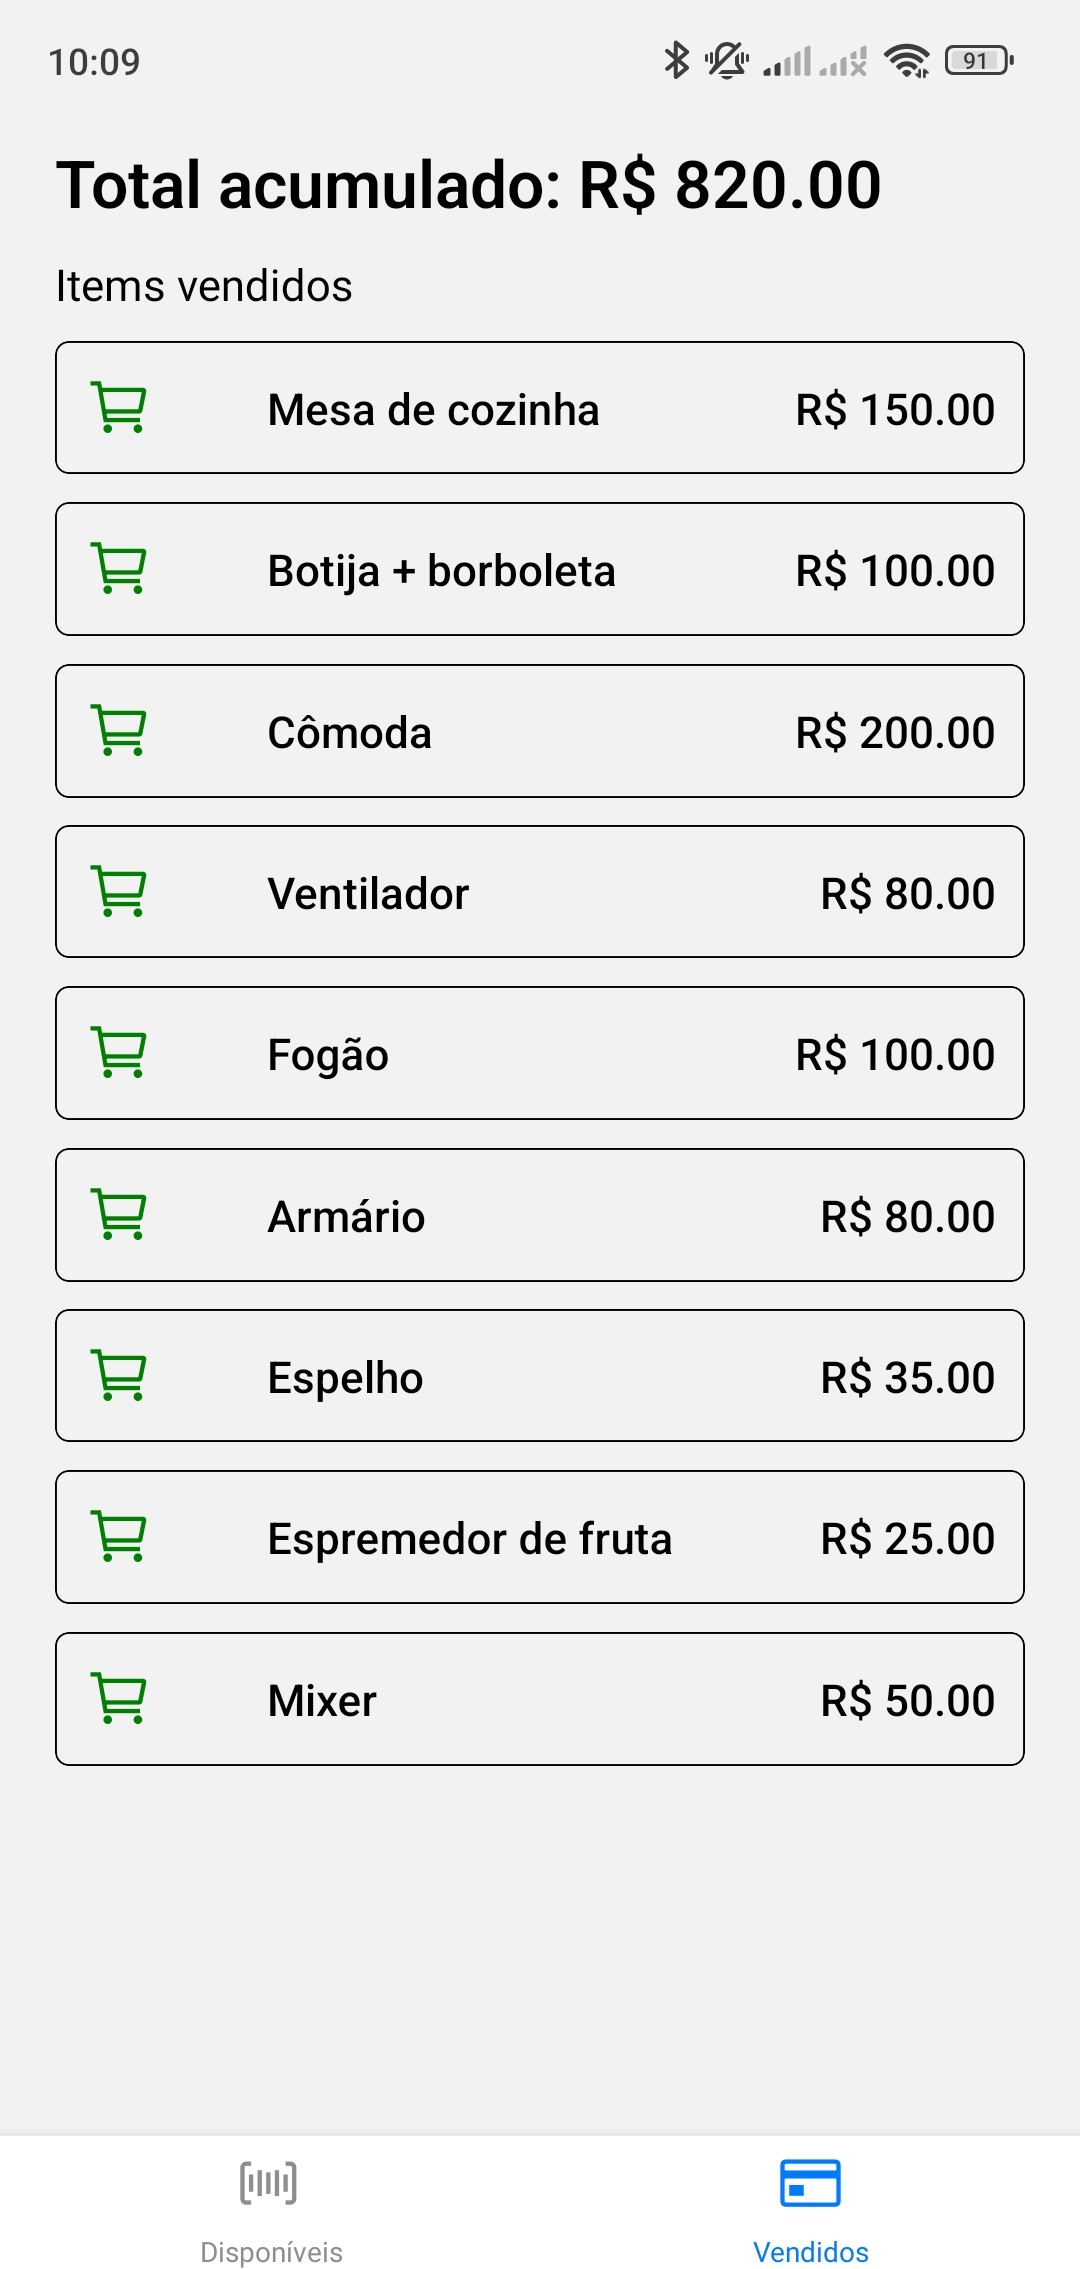 10:09
91
Total acumulado: R$ 820.00
Items vendidos
Mesa de cozinha R$ 150.00
Botija + borboleta R$ 100.00
Cômoda R$ 200.00
Ventilador R$ 80.00
Fogão R$ 100.00
Armário R$ 80.00
Espelho R$ 35.00
Espremedor de fruta R$ 25.00
Mixer R$ 50.00
Disponíveis Vendidos